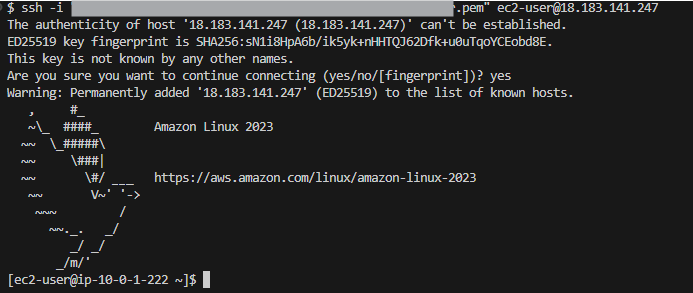 $ ssh -i .pem" ec2-user@18.183.141.247
The authenticity of host '18.183.141.247 (18.183.141.247)' can't be established.
ED25519 key fingerprint is SHA256:sN1i8HpA6b/ik5yk+nHHTQJ62Dfk+u0uTqoYCEobd8E.
This key is not known by any other names.
Are you sure you want to continue connecting (yes/no/[fingerprint])? yes
Warning: Permanently added '18.183.141.247' (ED25519) to the list of known hosts.
   ,     #_
   ~\_  ####_        Amazon Linux 2023
  ~~  \_#####\
  ~~     \###|
  ~~       \#/ ___   https://aws.amazon.com/linux/amazon-linux-2023
   ~~       V~' '->
    ~~~         /
      ~~._.   _/
         _/ _/
       _/m/'
[ec2-user@ip-10-0-1-222 ~]$